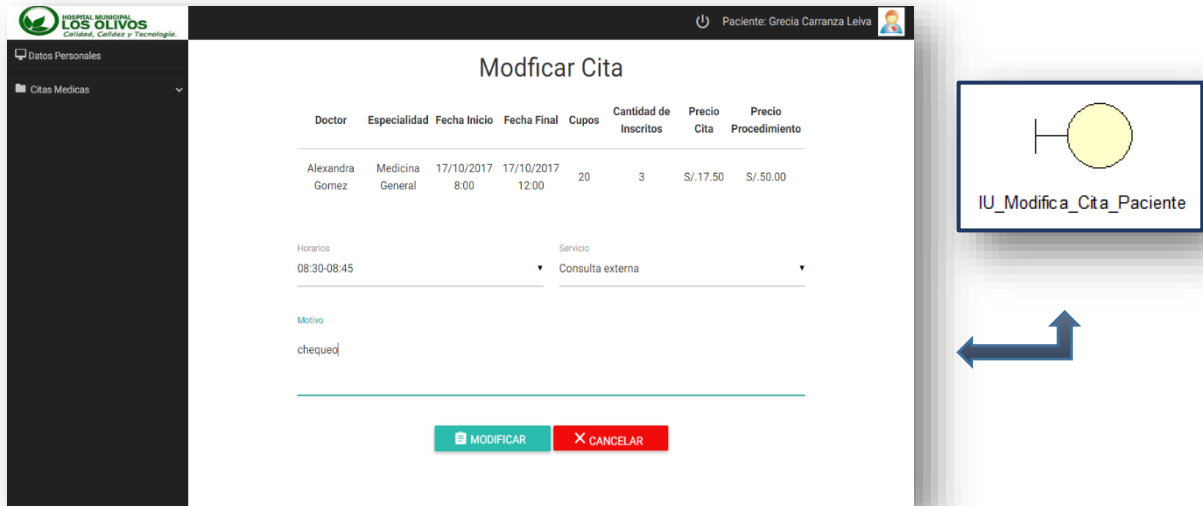 HOSPITAL MUNICIPAL
LOS OLIVOS
Calidad, Calidez y Tecnología.
Paciente: Grecia Carranza Leiva
Datos Personales
Citas Medicas
Modficar Cita
Doctor Especialidad Fecha Inicio Fecha Final Cupos Cantidad de Inscritos Precio Cita Precio Procedimiento
Alexandra Gomez Medicina General 17/10/2017 8:00 17/10/2017 12:00 20 3 S/.17.50 S/.50.00
Horarios Servicio
08:30-08:45 Consulta externa
Motivo
chequeo
MODIFICAR CANCELAR
IU_Modifica_Cita_Paciente